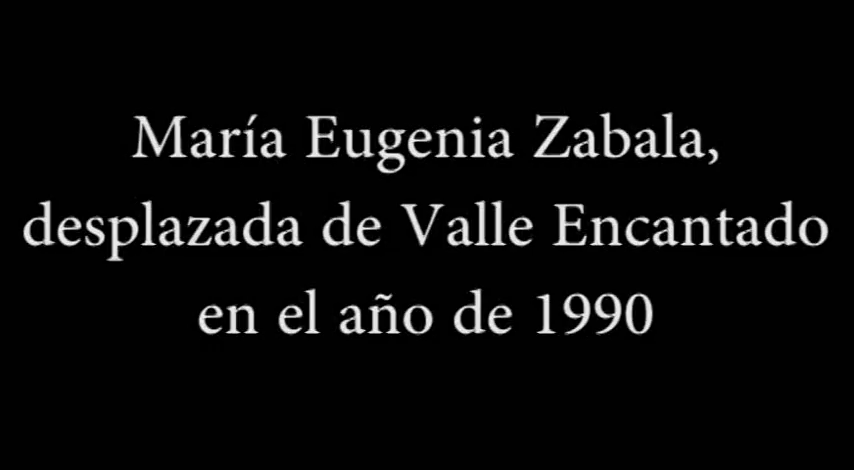 María Eugenia Zabala,
desplazada de Valle Encantado
en el año de 1990